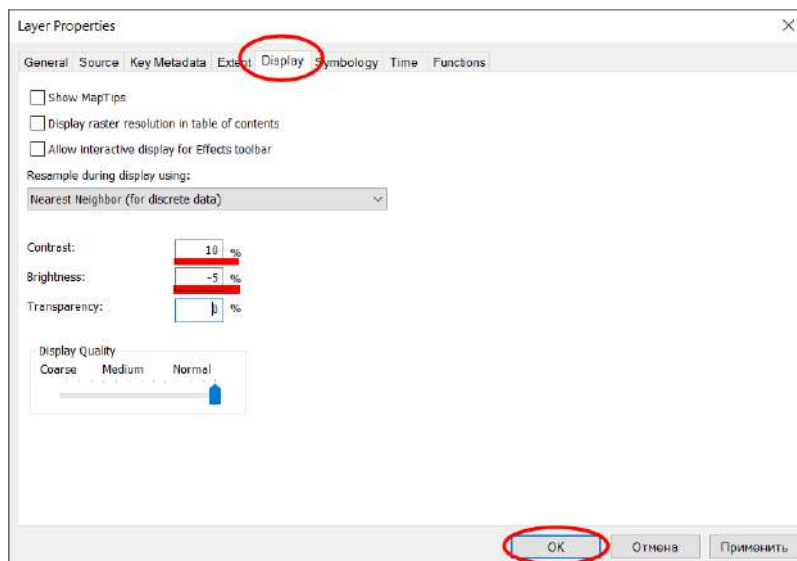 Layer Properties
General Source Key Metadata Extent Display Symbology Time Functions
Show MapTips
Display raster resolution in table of contents
Allow interactive display for Effects toolbar
Resample during display using:
Nearest Neighbor (for discrete data)
Contrast: 10 %
Brightness: -5 %
Transparency: 0 %
Display Quality
Coarse Medium Normal
OK Отмена Применить